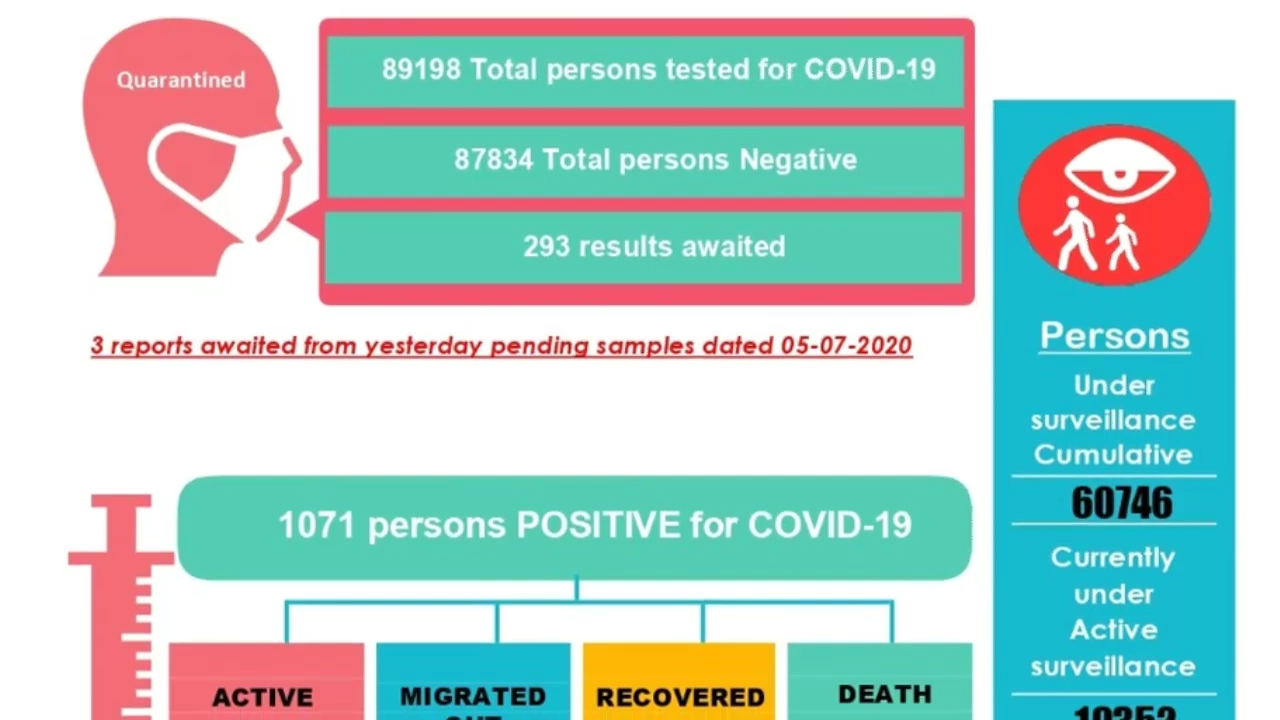 Quarantined
89198 Total persons tested for COVID-19
87834 Total persons Negative
293 results awaited
3 reports awaited from yesterday pending samples dated 05-07-2020
1071 persons POSITIVE for COVID-19
ACTIVE
MIGRATED
OUT
RECOVERED
DEATH
Persons
Under
surveillance
Cumulative
60746
Currently
under
Active
surveillance